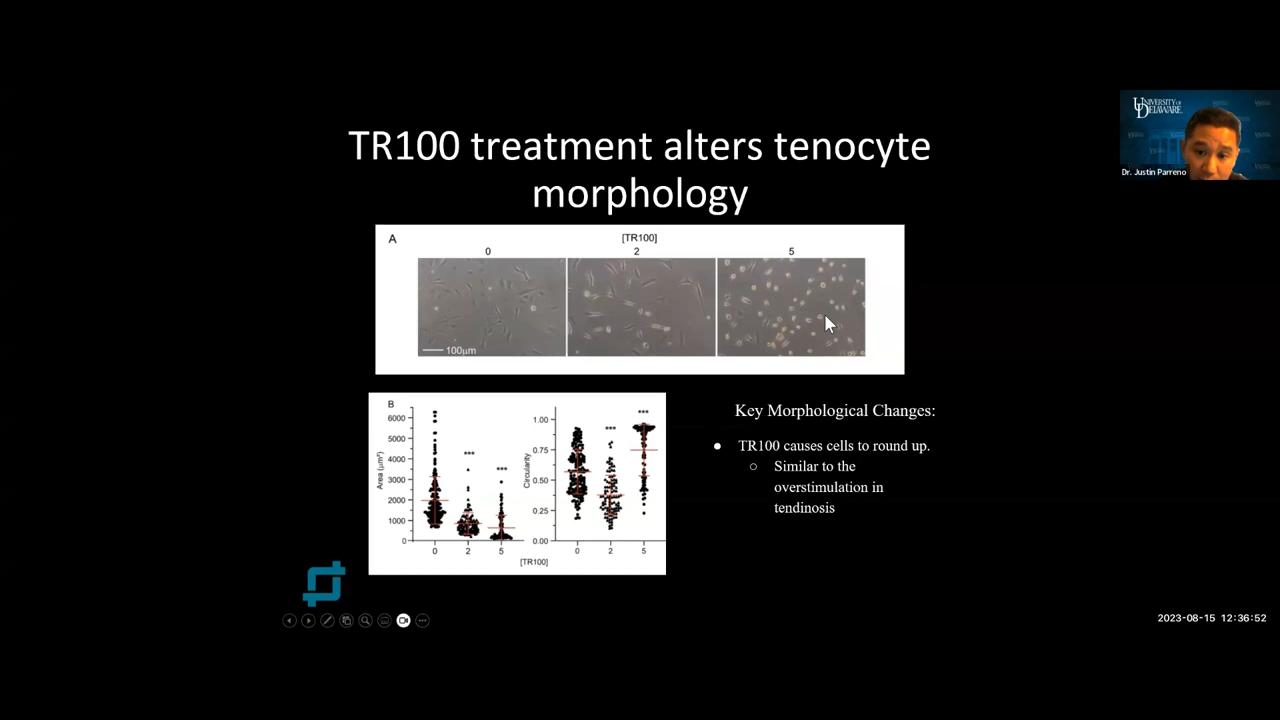 TR100 treatment alters tenocyte
morphology
UNIVERSITY OF
DELAWARE
Dr. Justin Parreno
A
[TR100]
0 2 5
100μm
B
6000
5000
4000
3000
2000
1000
0
Area (μm²)
*** ***
0 2 5
1.00
0.75
0.50
0.25
0.00
Circularity
*** ***
0 2 5
[TR100]
Key Morphological Changes:
● TR100 causes cells to round up.
○ Similar to the
overstimulation in
tendinosis
2023-08-15 12:36:52